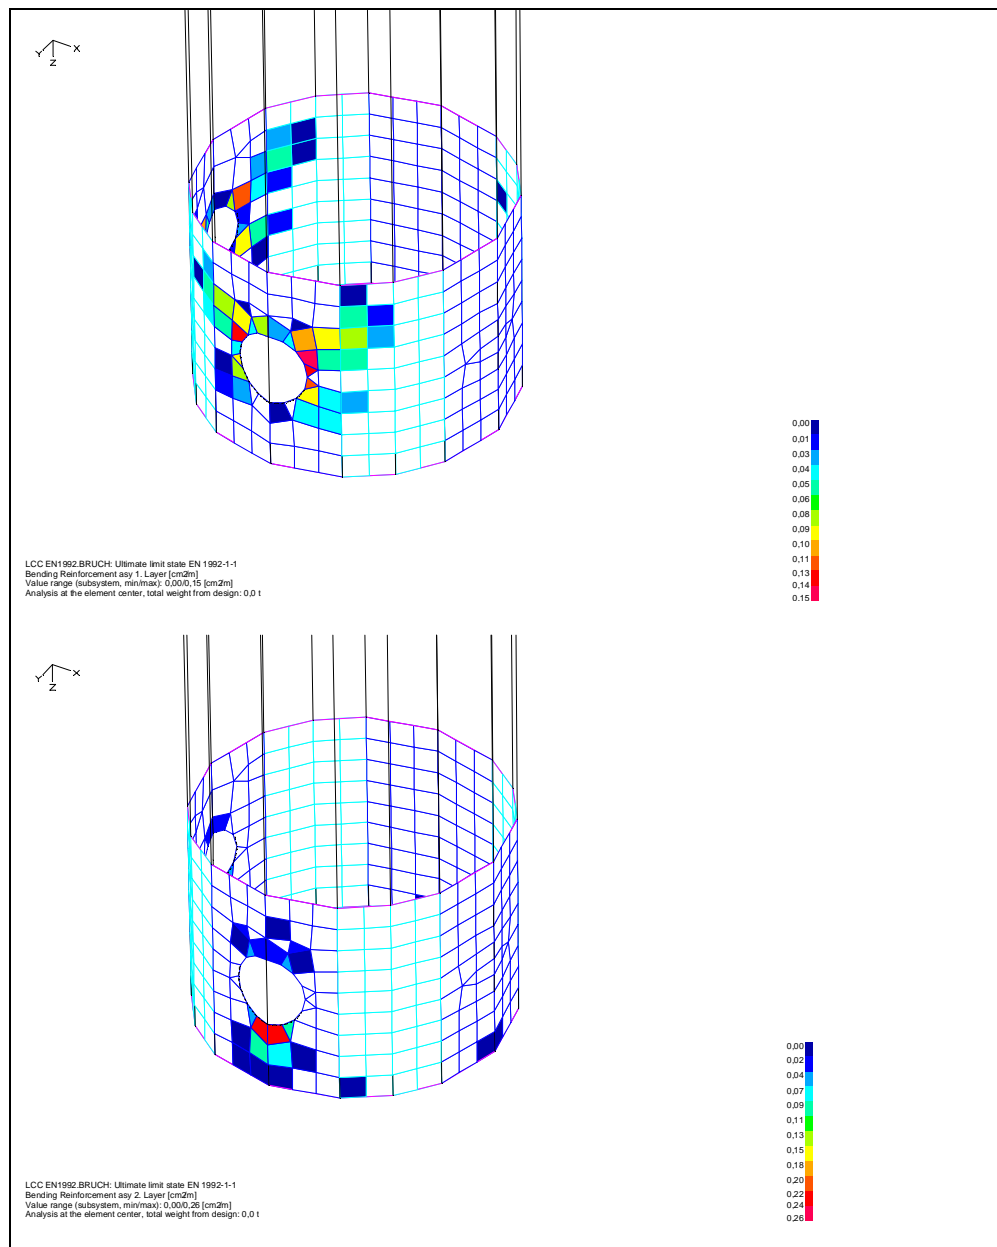 Y X
Z
0,00
0,01
0,03
0,04
0,05
0,06
0,08
0,09
0,10
0,11
0,13
0,14
0,15
LCC EN1992.BRUCH: Ultimate limit state EN 1992-1-1
Bending Reinforcement asy 1. Layer [cm2/m]
Value range (subsystem, min/max): 0,00/0,15 [cm2/m]
Analysis at the element center, total weight from design: 0,0 t
Y X
Z
0,00
0,02
0,04
0,07
0,09
0,11
0,13
0,15
0,18
0,20
0,22
0,24
0,26
LCC EN1992.BRUCH: Ultimate limit state EN 1992-1-1
Bending Reinforcement asy 2. Layer [cm2/m]
Value range (subsystem, min/max): 0,00/0,26 [cm2/m]
Analysis at the element center, total weight from design: 0,0 t